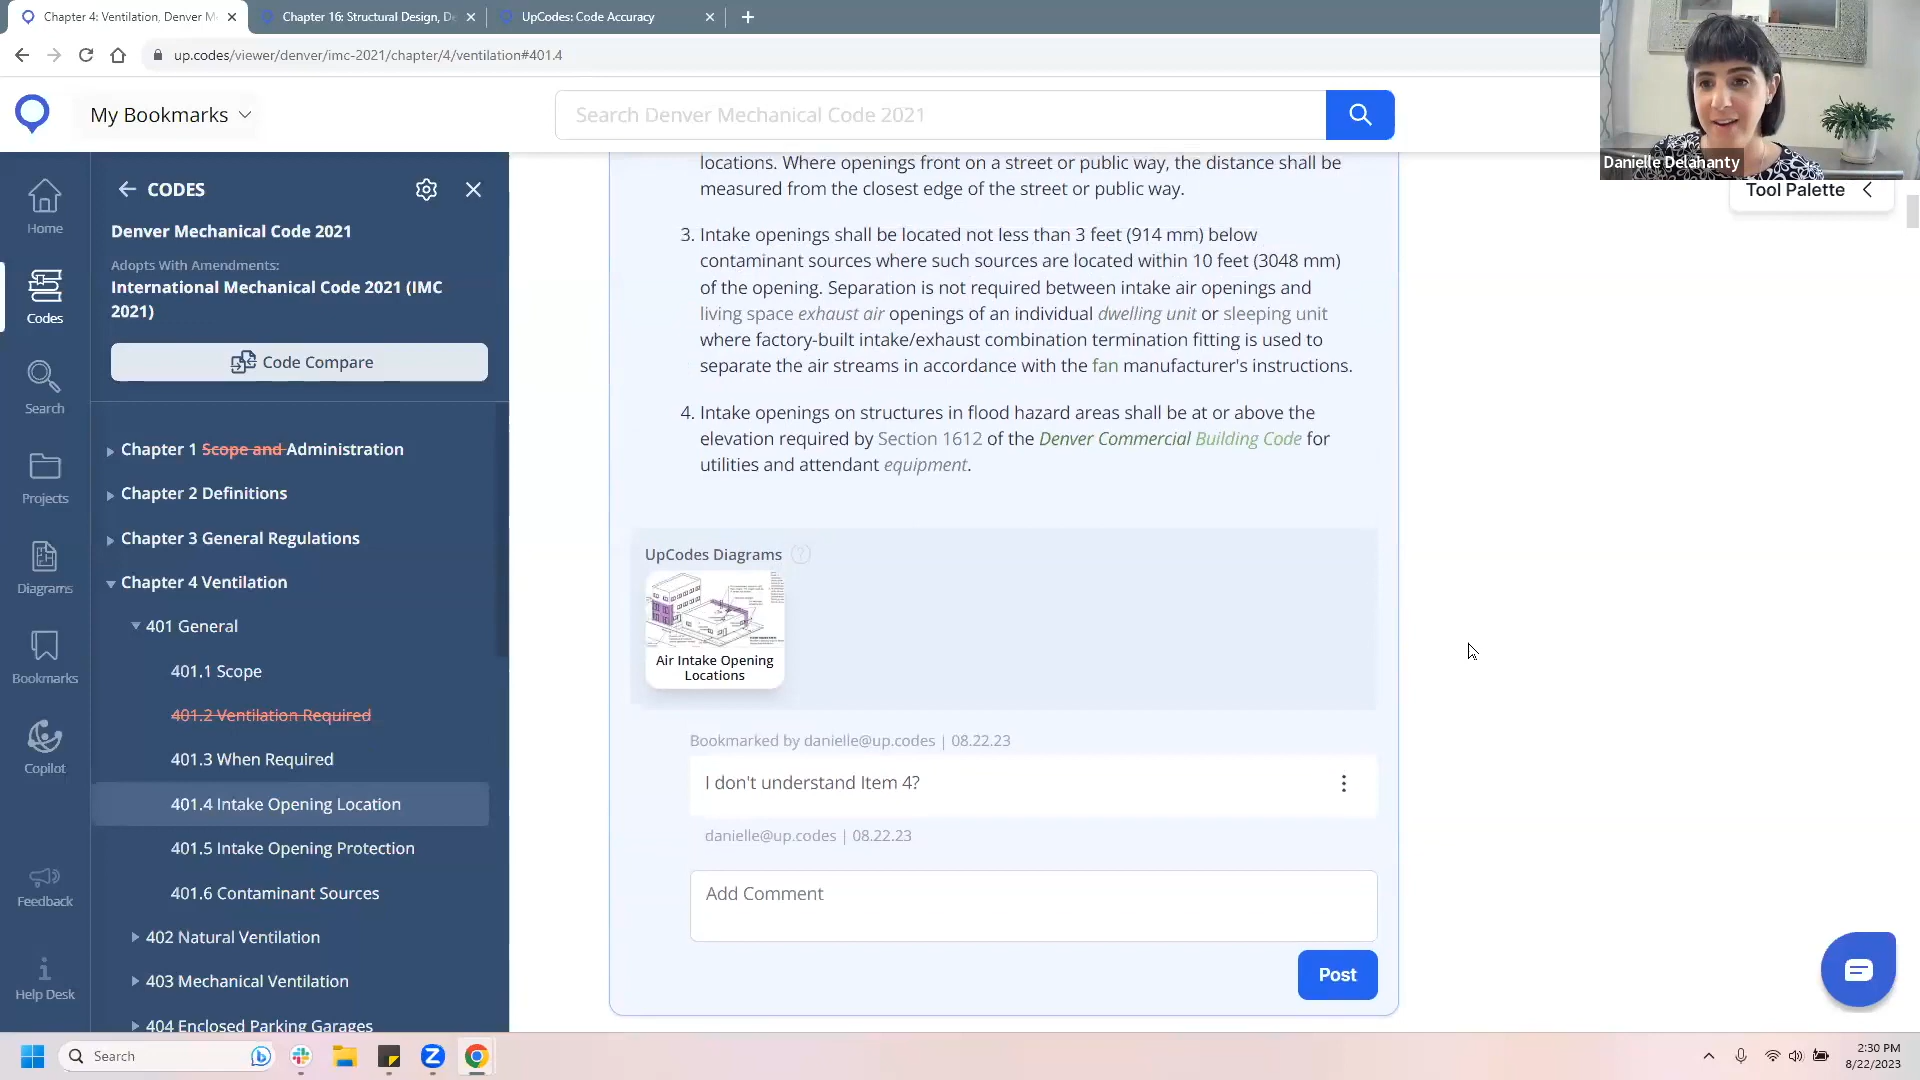 Chapter 4: Ventilation, Denver M
Chapter 16: Structural Design, De
UpCodes: Code Accuracy
up.codes/viewer/denver/imc-2021/chapter/4/ventilation#401.4
My Bookmarks
Search Denver Mechanical Code 2021
Danielle Delahanty
Tool Palette
Home
Codes
Search
Projects
Diagrams
Bookmarks
Copilot
Feedback
Help Desk
CODES
Denver Mechanical Code 2021
Adopts With Amendments:
International Mechanical Code 2021 (IMC
2021)
Code Compare
Chapter 1 Scope and Administration
Chapter 2 Definitions
Chapter 3 General Regulations
Chapter 4 Ventilation
401 General
401.1 Scope
401.2 Ventilation Required
401.3 When Required
401.4 Intake Opening Location
401.5 Intake Opening Protection
401.6 Contaminant Sources
402 Natural Ventilation
403 Mechanical Ventilation
404 Enclosed Parking Garages
locations. Where openings front on a street or public way, the distance shall be
measured from the closest edge of the street or public way.
3. Intake openings shall be located not less than 3 feet (914 mm) below
contaminant sources where such sources are located within 10 feet (3048 mm)
of the opening. Separation is not required between intake air openings and
living space exhaust air openings of an individual dwelling unit or sleeping unit
where factory-built intake/exhaust combination termination fitting is used to
separate the air streams in accordance with the fan manufacturer's instructions.
4. Intake openings on structures in flood hazard areas shall be at or above the
elevation required by Section 1612 of the Denver Commercial Building Code for
utilities and attendant equipment.
UpCodes Diagrams ?
Air Intake Opening
Locations
Bookmarked by danielle@up.codes | 08.22.23
I don't understand Item 4?
danielle@up.codes | 08.22.23
Add Comment
Post
Search
2:30 PM
8/22/2023